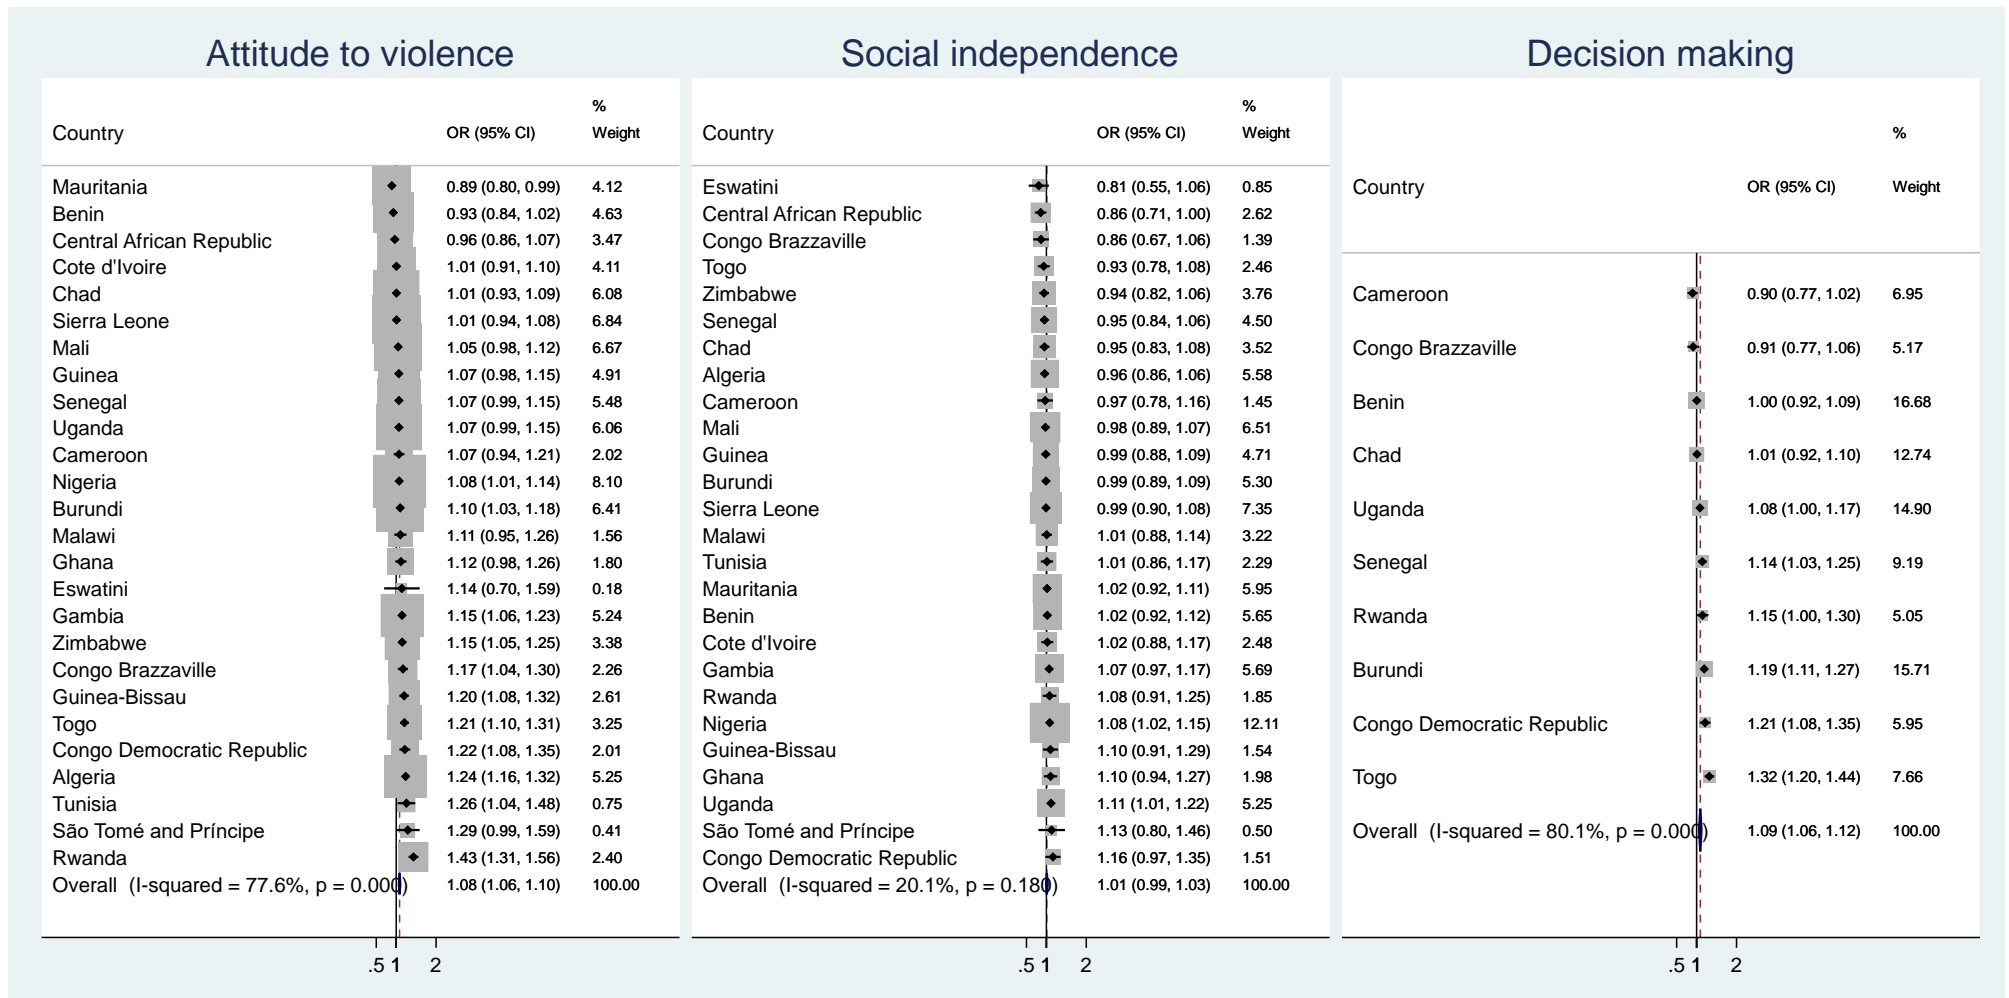 Attitude to violence
%
Country OR (95% CI) Weight
Mauritania 0.89 (0.80, 0.99) 4.12
Benin 0.93 (0.84, 1.02) 4.63
Central African Republic 0.96 (0.86, 1.07) 3.47
Cote d'Ivoire 1.01 (0.91, 1.10) 4.11
Chad 1.01 (0.93, 1.09) 6.08
Sierra Leone 1.01 (0.94, 1.08) 6.84
Mali 1.05 (0.98, 1.12) 6.67
Guinea 1.07 (0.98, 1.15) 4.91
Senegal 1.07 (0.99, 1.15) 5.48
Uganda 1.07 (0.99, 1.15) 6.06
Cameroon 1.07 (0.94, 1.21) 2.02
Nigeria 1.08 (1.01, 1.14) 8.10
Burundi 1.10 (1.03, 1.18) 6.41
Malawi 1.11 (0.95, 1.26) 1.56
Ghana 1.12 (0.98, 1.26) 1.80
Eswatini 1.14 (0.70, 1.59) 0.18
Gambia 1.15 (1.06, 1.23) 5.24
Zimbabwe 1.15 (1.05, 1.25) 3.38
Congo Brazzaville 1.17 (1.04, 1.30) 2.26
Guinea-Bissau 1.20 (1.08, 1.32) 2.61
Togo 1.21 (1.10, 1.31) 3.25
Congo Democratic Republic 1.22 (1.08, 1.35) 2.01
Algeria 1.24 (1.16, 1.32) 5.25
Tunisia 1.26 (1.04, 1.48) 0.75
São Tomé and Príncipe 1.29 (0.99, 1.59) 0.41
Rwanda 1.43 (1.31, 1.56) 2.40
Overall (I-squared = 77.6%, p = 0.000) 1.08 (1.06, 1.10) 100.00
.5 1 2
Social independence
%
Country OR (95% CI) Weight
Eswatini 0.81 (0.55, 1.06) 0.85
Central African Republic 0.86 (0.71, 1.00) 2.62
Congo Brazzaville 0.86 (0.67, 1.06) 1.39
Togo 0.93 (0.78, 1.08) 2.46
Zimbabwe 0.94 (0.82, 1.06) 3.76
Senegal 0.95 (0.84, 1.06) 4.50
Chad 0.95 (0.83, 1.08) 3.52
Algeria 0.96 (0.86, 1.06) 5.58
Cameroon 0.97 (0.78, 1.16) 1.45
Mali 0.98 (0.89, 1.07) 6.51
Guinea 0.99 (0.88, 1.09) 4.71
Burundi 0.99 (0.89, 1.09) 5.30
Sierra Leone 0.99 (0.90, 1.08) 7.35
Malawi 1.01 (0.88, 1.14) 3.22
Tunisia 1.01 (0.86, 1.17) 2.29
Mauritania 1.02 (0.92, 1.11) 5.95
Benin 1.02 (0.92, 1.12) 5.65
Cote d'Ivoire 1.02 (0.88, 1.17) 2.48
Gambia 1.07 (0.97, 1.17) 5.69
Rwanda 1.08 (0.91, 1.25) 1.85
Nigeria 1.08 (1.02, 1.15) 12.11
Guinea-Bissau 1.10 (0.91, 1.29) 1.54
Ghana 1.10 (0.94, 1.27) 1.98
Uganda 1.11 (1.01, 1.22) 5.25
São Tomé and Príncipe 1.13 (0.80, 1.46) 0.50
Congo Democratic Republic 1.16 (0.97, 1.35) 1.51
Overall (I-squared = 20.1%, p = 0.180) 1.01 (0.99, 1.03) 100.00
.5 1 2
Decision making
%
Country OR (95% CI) Weight
Cameroon 0.90 (0.77, 1.02) 6.95
Congo Brazzaville 0.91 (0.77, 1.06) 5.17
Benin 1.00 (0.92, 1.09) 16.68
Chad 1.01 (0.92, 1.10) 12.74
Uganda 1.08 (1.00, 1.17) 14.90
Senegal 1.14 (1.03, 1.25) 9.19
Rwanda 1.15 (1.00, 1.30) 5.05
Burundi 1.19 (1.11, 1.27) 15.71
Congo Democratic Republic 1.21 (1.08, 1.35) 5.95
Togo 1.32 (1.20, 1.44) 7.66
Overall (I-squared = 80.1%, p = 0.000) 1.09 (1.06, 1.12) 100.00
.5 1 2